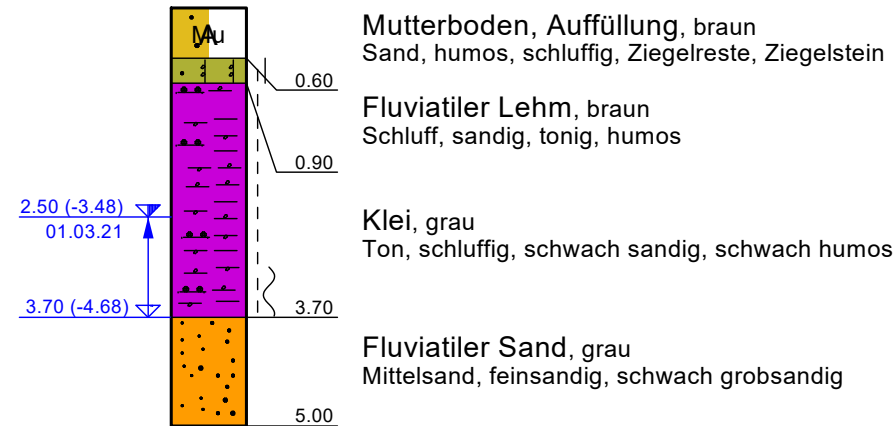 Mutterboden, Auffüllung, braun
Sand, humos, schluffig, Ziegelreste, Ziegelstein
Mu
A
0.60
Fluviatiler Lehm, braun
Schluff, sandig, tonig, humos
0.90
2.50 (-3.48)
01.03.21
Klei, grau
Ton, schluffig, schwach sandig, schwach humos
3.70 (-4.68)
3.70
Fluviatiler Sand, grau
Mittelsand, feinsandig, schwach grobsandig
5.00